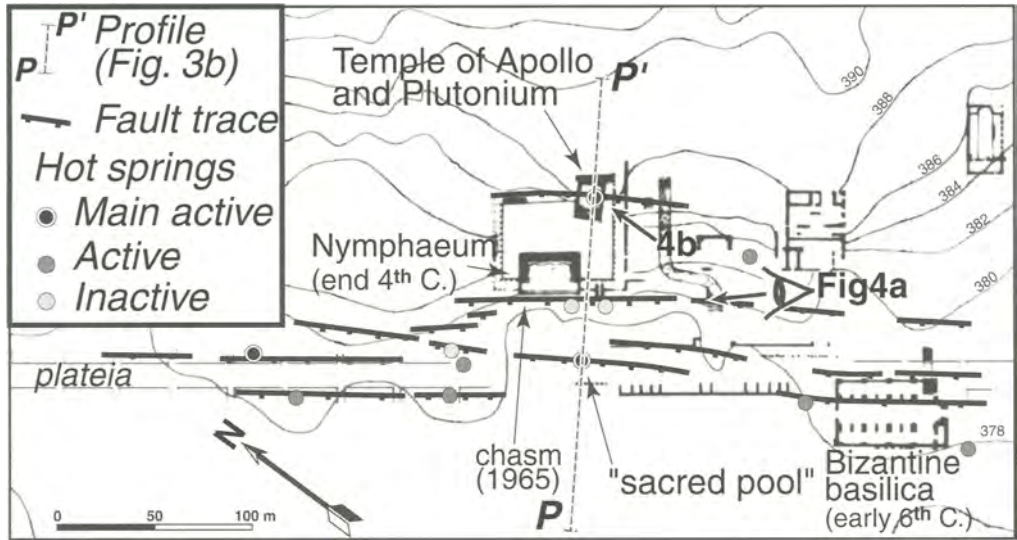 P' Profile
P (Fig. 3b)
Fault trace
Hot springs
Main active
Active
Inactive
Temple of Apollo
and Plutonium
P'
390
388
386
384
382
380
378
Nymphaeum
(end 4th C.)
4b
Fig4a
plateia
N
chasm
(1965)
"sacred pool"
Bizantine
basilica
(early 6th C.)
P
0 50 100 m